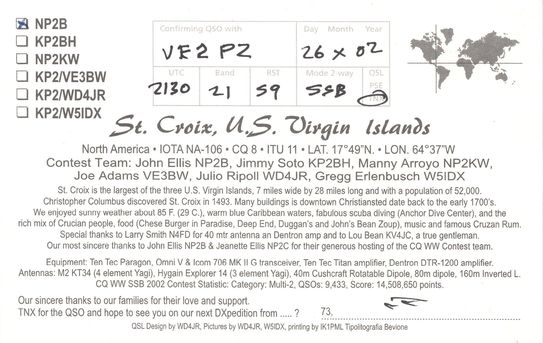 NP2B
KP2BH
NP2KW
KP2/VE3BW
KP2/WD4JR
KP2/W5IDX
Confirming QSO with Day Month Year
VE2PZ 26 X 02
UTC Band RST Mode 2-way QSL
PSE
2130 21 59 SSB TNX
St. Croix, U.S. Virgin Islands
North America • IOTA NA-106 • CQ 8 • ITU 11 • LAT. 17°49'N. • LON. 64°37'W
Contest Team: John Ellis NP2B, Jimmy Soto KP2BH, Manny Arroyo NP2KW,
Joe Adams VE3BW, Julio Ripoll WD4JR, Gregg Erlenbusch W5IDX
St. Croix is the largest of the three U.S. Virgin Islands, 7 miles wide by 28 miles long and with a population of 52,000.
Christopher Columbus discovered St. Croix in 1493. Many buildings is downtown Christiansted date back to the early 1700's.
We enjoyed sunny weather about 85 F. (29 C.), warm blue Caribbean waters, fabulous scuba diving (Anchor Dive Center), and the
rich mix of Crucian people, food (Chese Burger in Paradise, Deep End, Duggan's and John's Bean Zoup), music and famous Cruzan Rum.
Special thanks to Larry Smith N4FD for 40 mtr an Dentron amp and to Lou Bean KV4JC, a true gentleman.
Our most sincere thanks to John Ellis NP2B & Jeanette Ellis NP2C for their generous hosting of the CQ WW Contest team.
Equipment: Ten Tec Paragon, Omni V & Icom 706 MK II G transceiver, Ten Tec Titan amplifier, Dentron DTR-1200 amplifier.
Antennas: M2 KT34 (4 element Yagi), Hygain Explorer 14 (3 element Yagi), 40m Cushcraft Rotatable Dipole, 80m dipole, 160m Inverted L.
CQ WW SSB 2002 Contest Statistic: Category: Multi-2, QSOs; 9,433, Score: 14,508,650 points.
Our sincere thanks to our families for their love and support.
TNX for the QSO and hope to see you on our next DXpedition from ..... ? 73,
QSL Design by WD4JR, Pictures by WD4JR, W5IDX, printing by IK1PML Tipolitografia Bevione